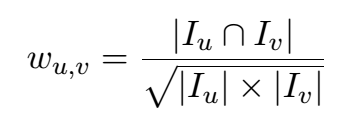 w_{u,v} = \frac{|I_u \cap I_v|}{\sqrt{|I_u| \times |I_v|}}